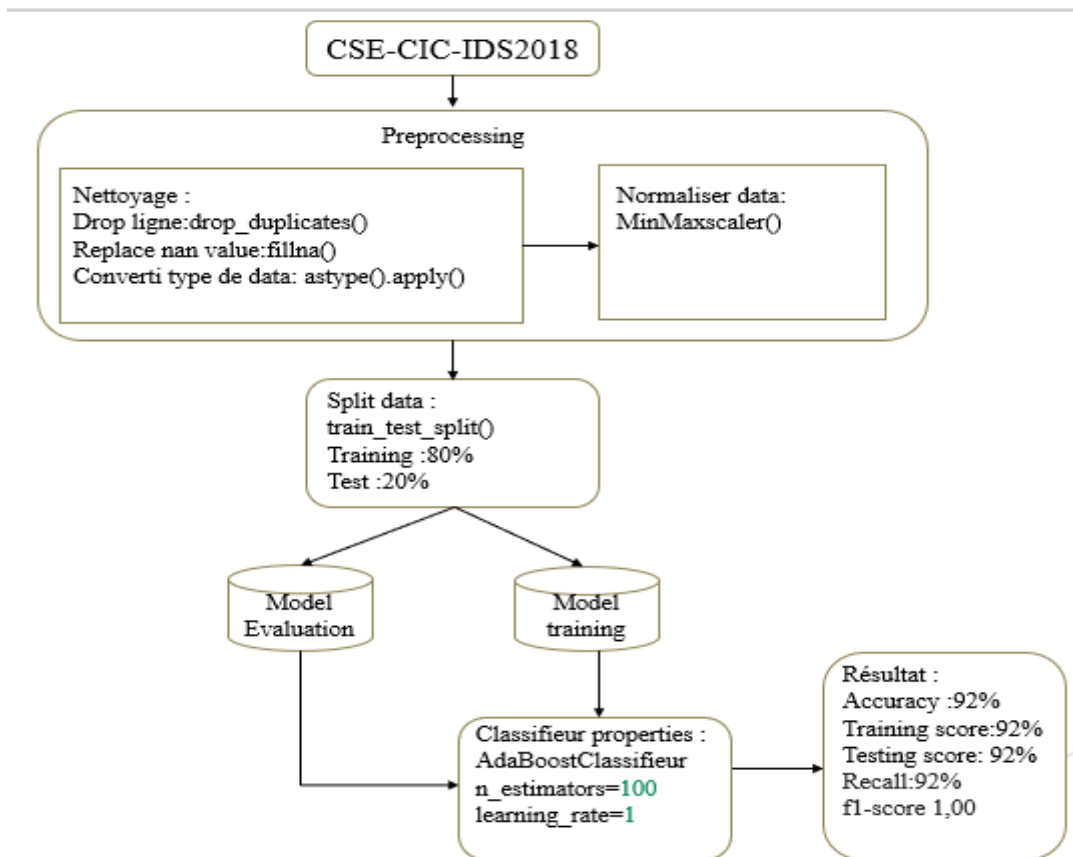 CSE-CIC-IDS2018
Preprocessing
Nettoyage :
Drop ligne:drop_duplicates()
Replace nan value:fillna()
Converti type de data: astype().apply()
Normaliser data:
MinMaxscaler()
Split data :
train_test_split()
Training :80%
Test :20%
Model
Evaluation
Model
training
Classifieur properties :
AdaBoostClassifieur
n_estimators=100
learning_rate=1
Résultat :
Accuracy :92%
Training score:92%
Testing score: 92%
Recall:92%
f1-score 1,00